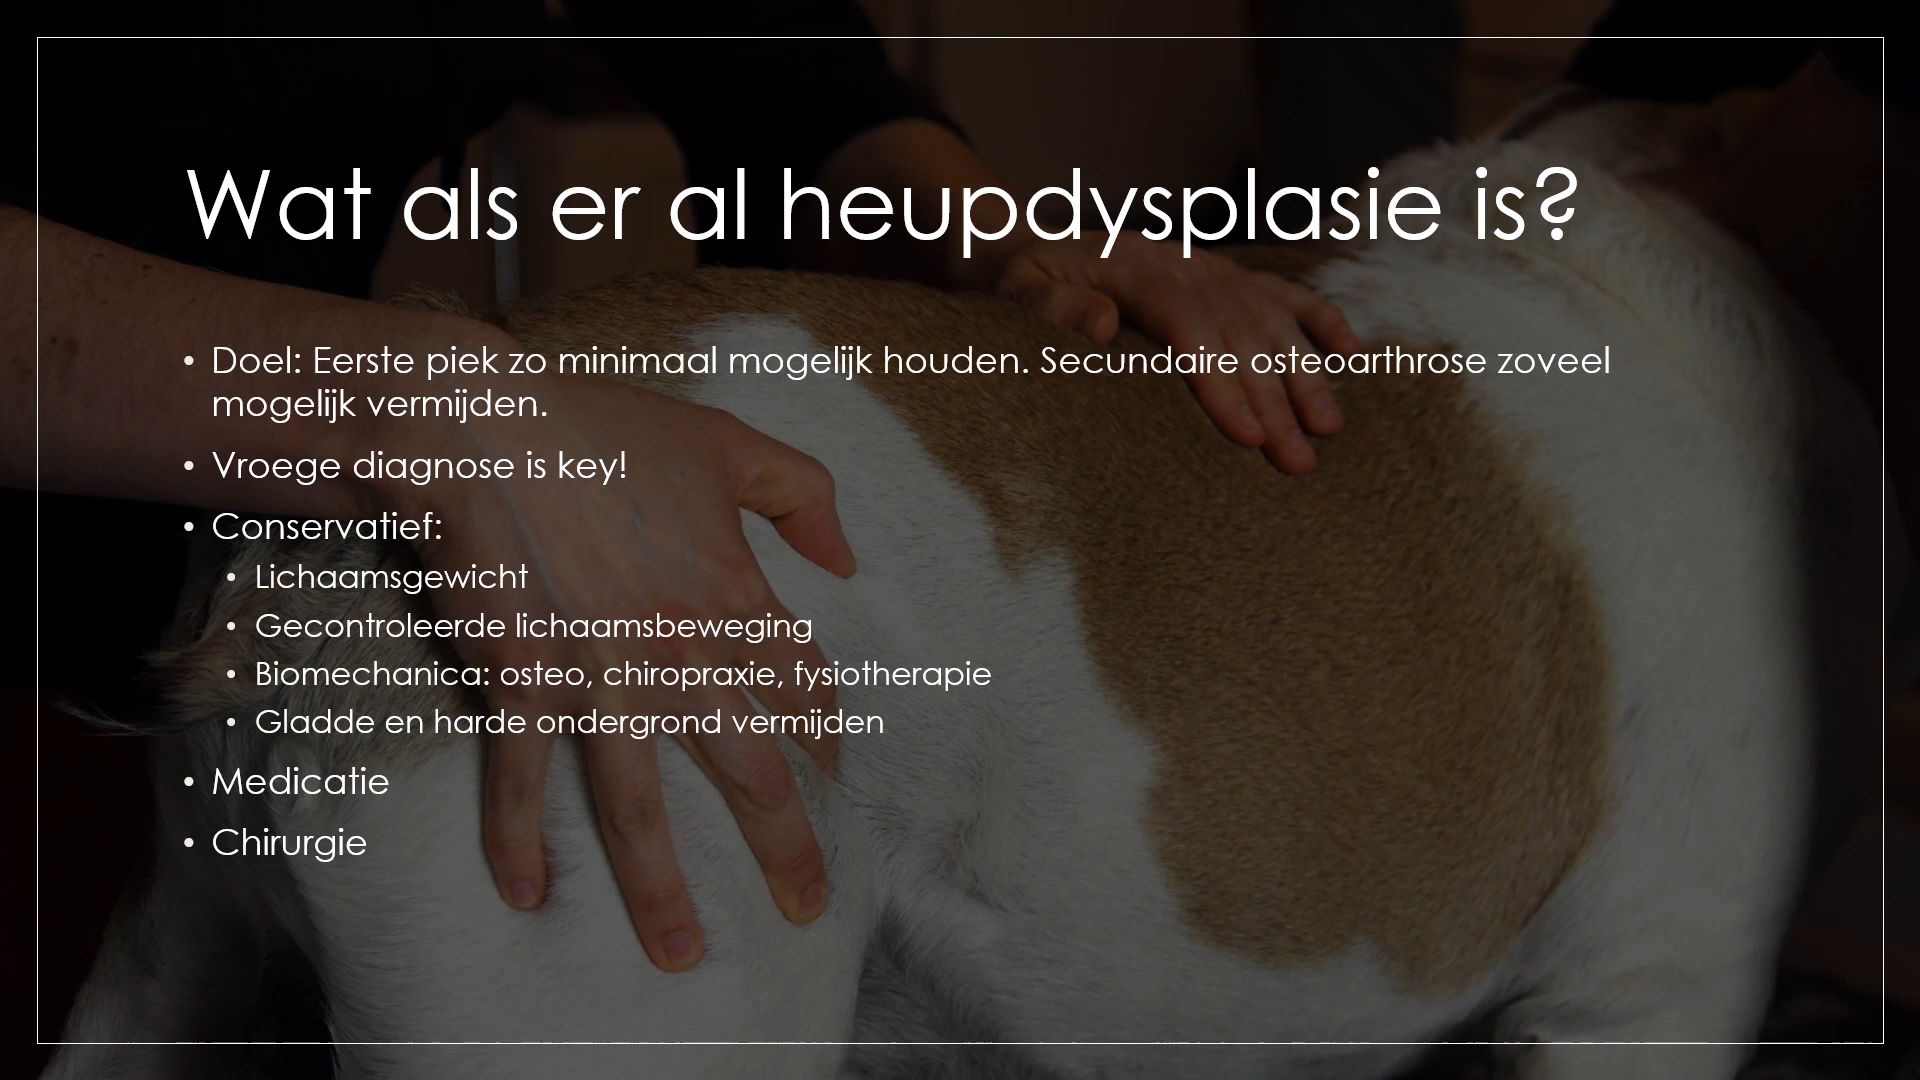 Wat als er al heupdysplasie is?
• Doel: Eerste piek zo minimaal mogelijk houden. Secundaire osteoarthrose zoveel
mogelijk vermijden.
• Vroege diagnose is key!
• Conservatief:
• Lichaamsgewicht
• Gecontroleerde lichaamsbeweging
• Biomechanica: osteo, chiropraxie, fysiotherapie
• Gladde en harde ondergrond vermijden
• Medicatie
• Chirurgie